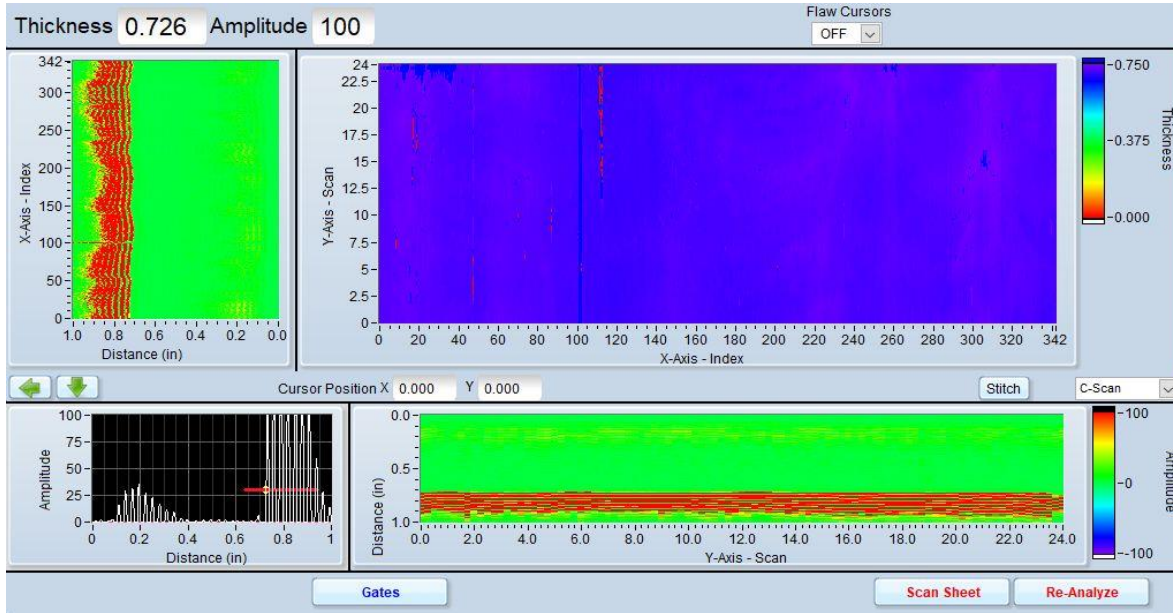 Thickness 0.726 Amplitude 100
Flaw Cursors
OFF
342
300
250
200
150
100
50
0
X-Axis - Index
1.0 0.8 0.6 0.4 0.2 0.0
Distance (in)
24
22.5
20
17.5
15
12.5
10
7.5
5
2.5
0
Y-Axis - Scan
0 20 40 60 80 100 120 140 160 180 200 220 240 260 280 300 320 342
X-Axis - Index
0.750
0.375
0.000
Thickness
Cursor Position X 0.000 Y 0.000
Stitch
C-Scan
100
75
50
25
0
Amplitude
0 0.2 0.4 0.6 0.8 1
Distance (in)
0.0
0.5
1.0
Distance (in)
0.0 2.0 4.0 6.0 8.0 10.0 12.0 14.0 16.0 18.0 20.0 22.0 24.0
Y-Axis - Scan
100
0
-100
Amplitude
Gates
Scan Sheet
Re-Analyze